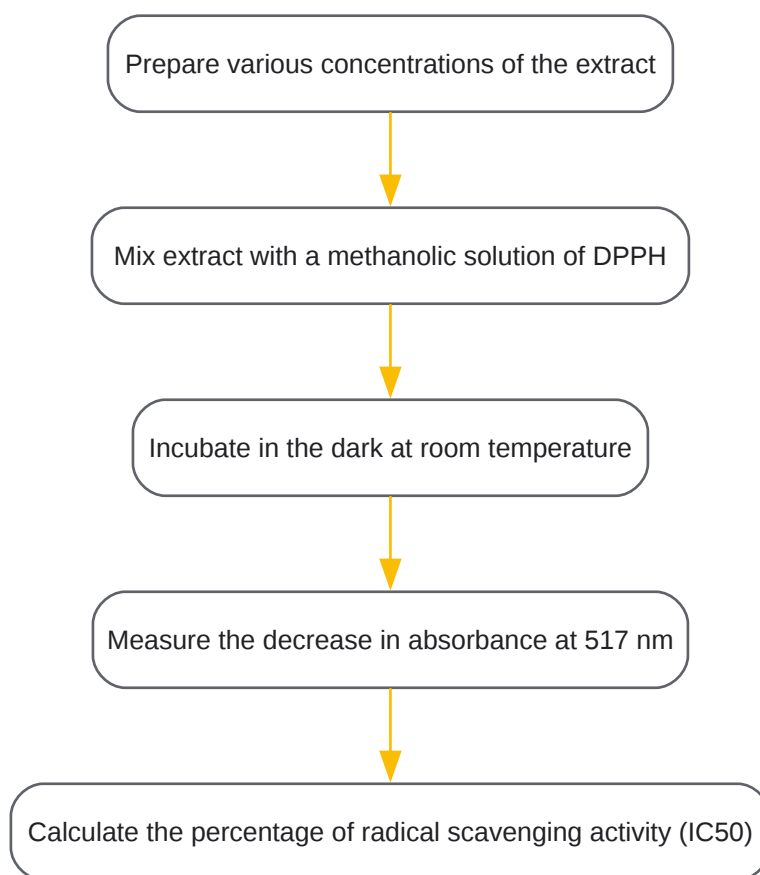 Prepare various concentrations of the extract
Mix extract with a methanolic solution of DPPH
Incubate in the dark at room temperature
Measure the decrease in absorbance at 517 nm
Calculate the percentage of radical scavenging activity (IC50)